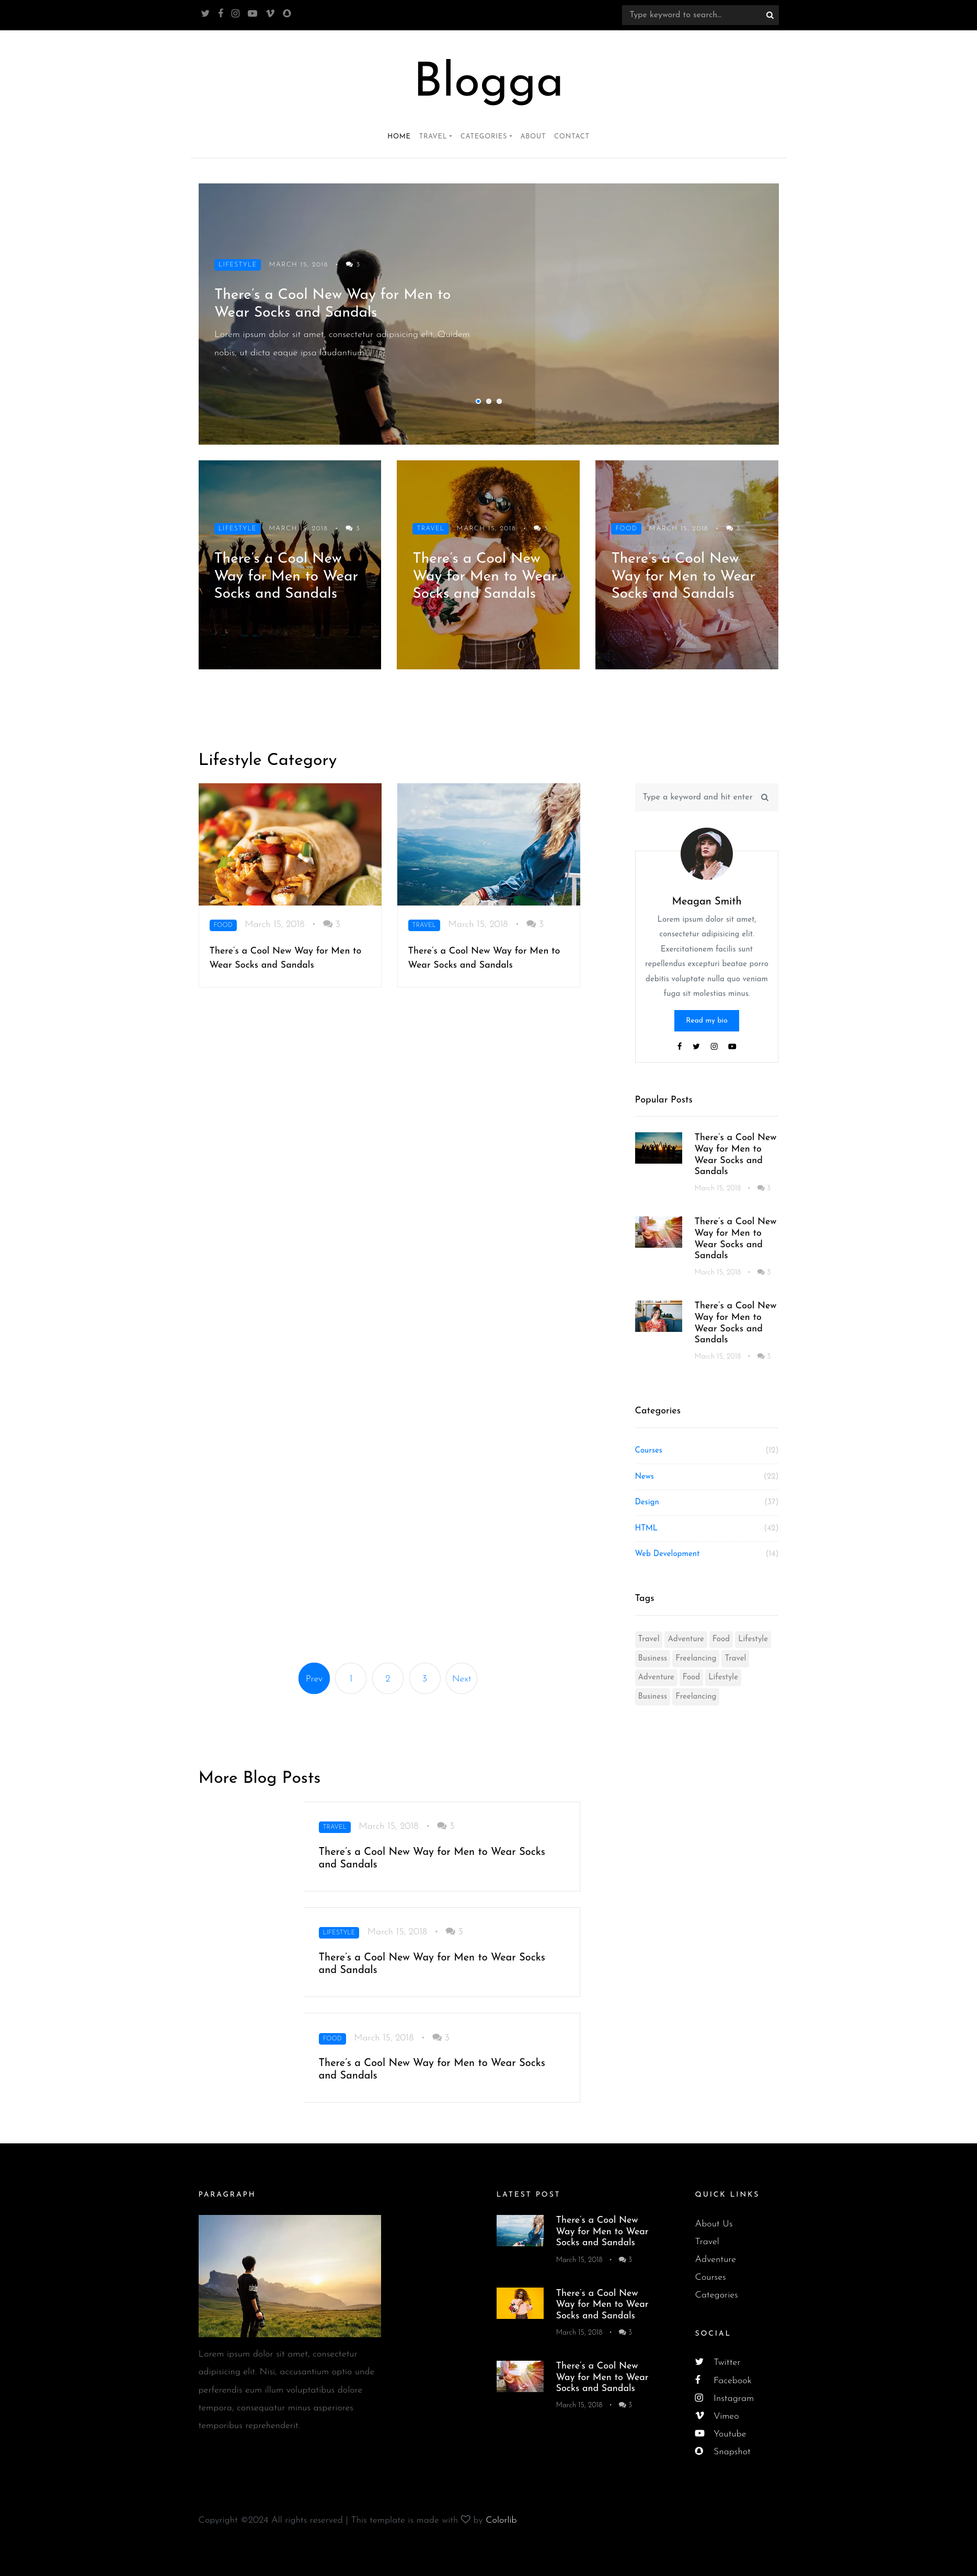 Type keyword to search...
Blogga
HOME TRAVEL CATEGORIES ABOUT CONTACT
LIFESTYLE MARCH 15, 2018 • 3
There's a Cool New Way for Men to
Wear Socks and Sandals
Lorem ipsum dolor sit amet, consectetur adipisicing elit. Quidem
nobis, ut dicta eaque ipsa laudantium!
LIFESTYLE MARCH 15, 2018 • 3
There's a Cool New
Way for Men to Wear
Socks and Sandals
TRAVEL MARCH 15, 2018 • 3
There's a Cool New
Way for Men to Wear
Socks and Sandals
FOOD MARCH 15, 2018 • 3
There's a Cool New
Way for Men to Wear
Socks and Sandals
Lifestyle Category
FOOD March 15, 2018 • 3
There's a Cool New Way for Men to
Wear Socks and Sandals
TRAVEL March 15, 2018 • 3
There's a Cool New Way for Men to
Wear Socks and Sandals
Prev 1 2 3 Next
Type a keyword and hit enter
Meagan Smith
Lorem ipsum dolor sit amet,
consectetur adipisicing elit.
Exercitationem facilis sunt
repellendus excepturi beatae porro
debitis voluptate nulla quo veniam
fuga sit molestias minus.
Read my bio
Popular Posts
There's a Cool New
Way for Men to
Wear Socks and
Sandals
March 15, 2018 • 3
There's a Cool New
Way for Men to
Wear Socks and
Sandals
March 15, 2018 • 3
There's a Cool New
Way for Men to
Wear Socks and
Sandals
March 15, 2018 • 3
Categories
Courses (12)
News (22)
Design (37)
HTML (42)
Web Development (14)
Tags
Travel Adventure Food Lifestyle
Business Freelancing Travel
Adventure Food Lifestyle
Business Freelancing
More Blog Posts
TRAVEL March 15, 2018 • 3
There's a Cool New Way for Men to Wear Socks
and Sandals
LIFESTYLE March 15, 2018 • 3
There's a Cool New Way for Men to Wear Socks
and Sandals
FOOD March 15, 2018 • 3
There's a Cool New Way for Men to Wear Socks
and Sandals
PARAGRAPH
Lorem ipsum dolor sit amet, consectetur
adipisicing elit. Nisi, accusantium optio unde
perferendis eum illum voluptatibus dolore
tempora, consequatur minus asperiores
temporibus reprehenderit.
LATEST POST
There's a Cool New
Way for Men to Wear
Socks and Sandals
March 15, 2018 • 3
There's a Cool New
Way for Men to Wear
Socks and Sandals
March 15, 2018 • 3
There's a Cool New
Way for Men to Wear
Socks and Sandals
March 15, 2018 • 3
QUICK LINKS
About Us
Travel
Adventure
Courses
Categories
SOCIAL
Twitter
Facebook
Instagram
Vimeo
Youtube
Snapshot
Copyright ©2024 All rights reserved | This template is made with ♡ by Colorlib